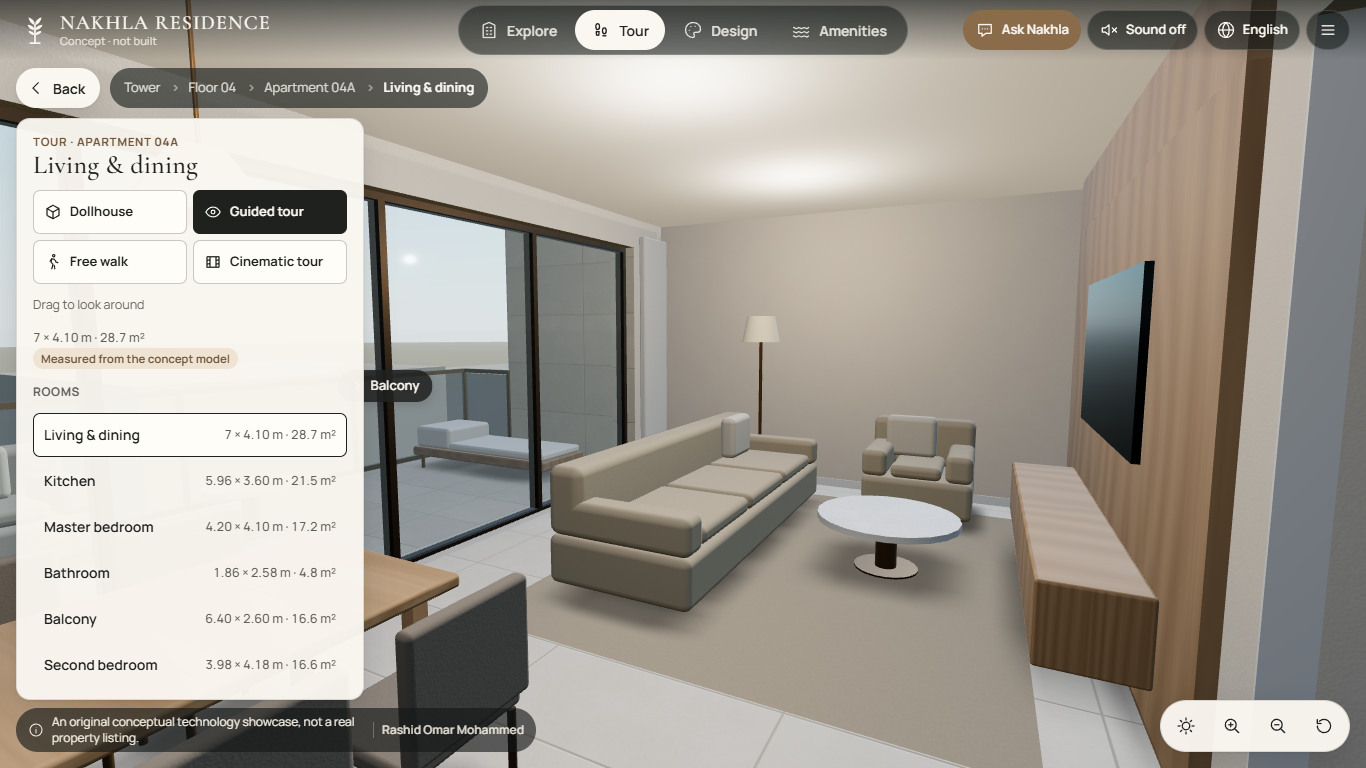 NAKHLA RESIDENCE
Concept · not built
Explore
Tour
Design
Amenities
Ask Nakhla
Sound off
English
Back
Tower > Floor 04 > Apartment 04A > Living & dining
TOUR · APARTMENT 04A
Living & dining
Dollhouse
Guided tour
Free walk
Cinematic tour
Drag to look around
7 × 4.10 m · 28.7 m²
Measured from the concept model
ROOMS
Living & dining 7 × 4.10 m · 28.7 m²
Kitchen 5.96 × 3.60 m · 21.5 m²
Master bedroom 4.20 × 4.10 m · 17.2 m²
Bathroom 1.86 × 2.58 m · 4.8 m²
Balcony 6.40 × 2.60 m · 16.6 m²
Second bedroom 3.98 × 4.18 m · 16.6 m²
Balcony
An original conceptual technology showcase, not a real
property listing.
Rashid Omar Mohammed